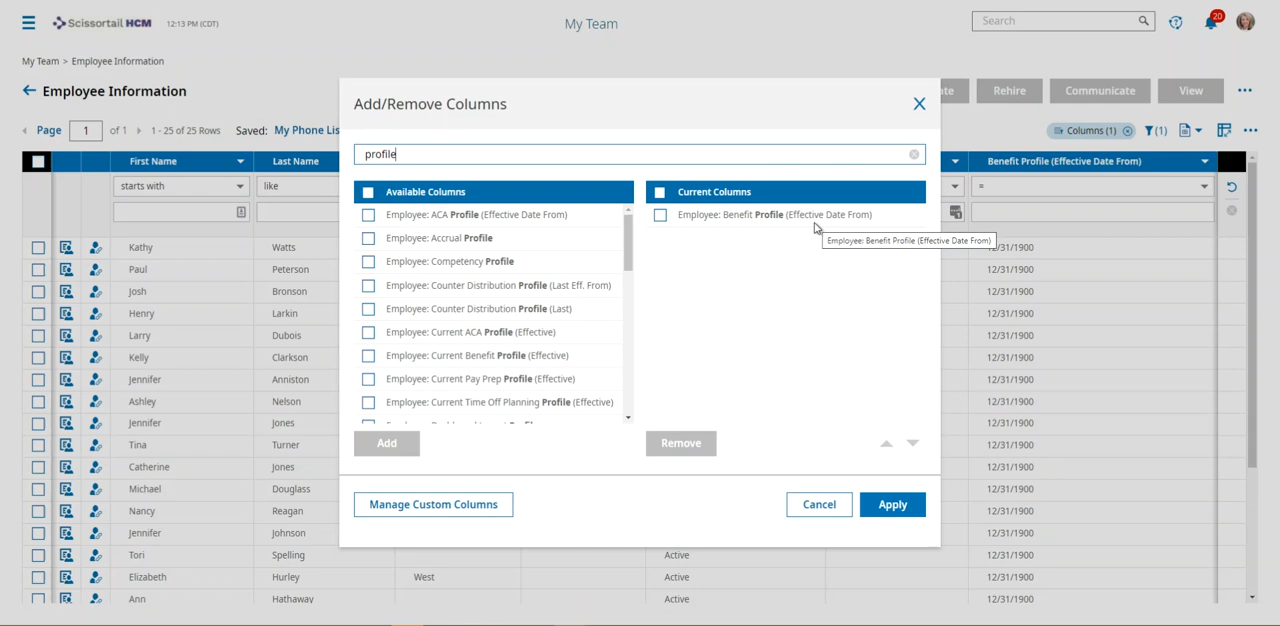 Scissortail HCM 12:13 PM (CDT) My Team Search 20
My Team > Employee Information
Employee Information Rehire Communicate View
Page 1 of 1 1 - 25 of 25 Rows Saved: My Phone Lis Columns (1) (1)
First Name Last Name Benefit Profile (Effective Date From)
starts with like =
Kathy Watts 12/31/1900
Paul Peterson 12/31/1900
Josh Bronson 12/31/1900
Henry Larkin 12/31/1900
Larry Dubois 12/31/1900
Kelly Clarkson 12/31/1900
Jennifer Anniston 12/31/1900
Ashley Nelson 12/31/1900
Jennifer Jones 12/31/1900
Tina Turner 12/31/1900
Catherine Jones 12/31/1900
Michael Douglass 12/31/1900
Nancy Reagan 12/31/1900
Jennifer Johnson 12/31/1900
Tori Spelling Active 12/31/1900
Elizabeth Hurley West Active 12/31/1900
Ann Hathaway Active 12/31/1900
Add/Remove Columns
profile
Available Columns Current Columns
Employee: ACA Profile (Effective Date From) Employee: Benefit Profile (Effective Date From)
Employee: Accrual Profile Employee: Benefit Profile (Effective Date From)
Employee: Competency Profile
Employee: Counter Distribution Profile (Last Eff. From)
Employee: Counter Distribution Profile (Last)
Employee: Current ACA Profile (Effective)
Employee: Current Benefit Profile (Effective)
Employee: Current Pay Prep Profile (Effective)
Employee: Current Time Off Planning Profile (Effective)
Add Remove
Manage Custom Columns Cancel Apply